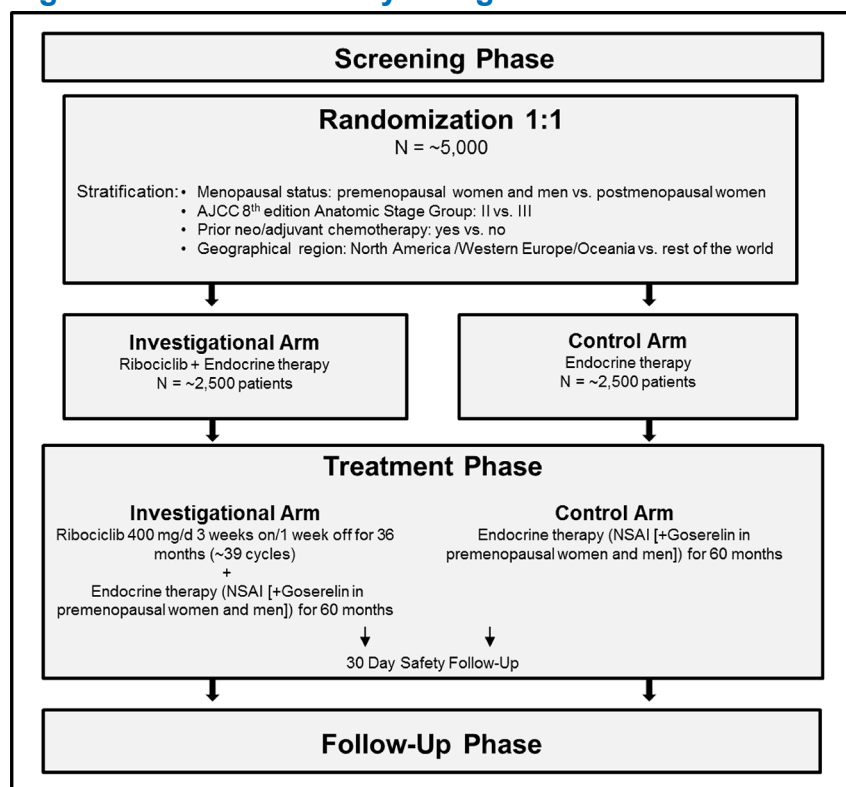 Screening Phase
Randomization 1:1
N = ~5,000
Stratification: • Menopausal status: premenopausal women and men vs. postmenopausal women
• AJCC 8th edition Anatomic Stage Group: II vs. III
• Prior neo/adjuvant chemotherapy: yes vs. no
• Geographical region: North America /Western Europe/Oceania vs. rest of the world
Investigational Arm
Ribociclib + Endocrine therapy
N = ~2,500 patients
Control Arm
Endocrine therapy
N = ~2,500 patients
Treatment Phase
Investigational Arm
Ribociclib 400 mg/d 3 weeks on/1 week off for 36
months (~39 cycles)
+
Endocrine therapy (NSAI [+Goserelin in
premenopausal women and men]) for 60 months
Control Arm
Endocrine therapy (NSAI [+Goserelin in
premenopausal women and men]) for 60 months
30 Day Safety Follow-Up
Follow-Up Phase